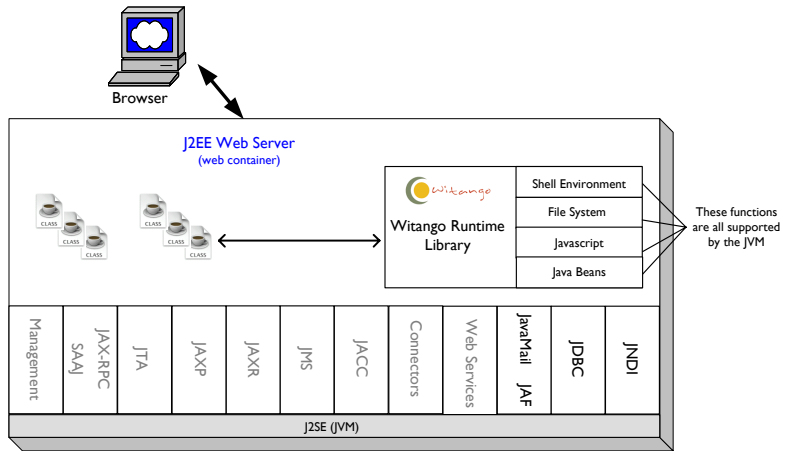 Browser
J2EE Web Server
(web container)
CLASS
CLASS
CLASS
CLASS
CLASS
CLASS
Witango
Witango Runtime
Library
Shell Environment
File System
Javascript
Java Beans
These functions
are all supported
by the JVM
Management
JAX-RPC
SAAJ
JTA
JAXP
JAXR
JMS
JACC
Connectors
Web Services
JavaMail
JAF
JDBC
JNDI
J2SE (JVM)